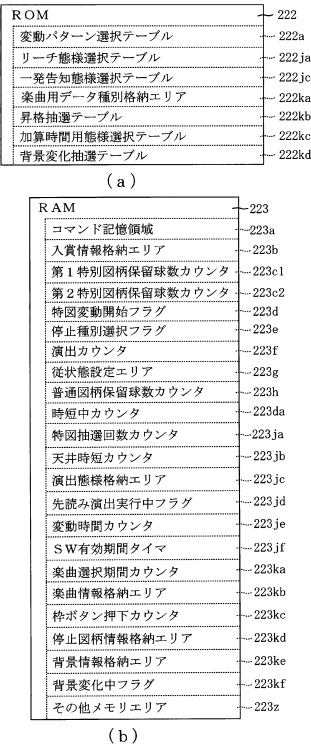 ROM 222
変動パターン選択テーブル 222a
リーチ態様選択テーブル 222ja
一発告知態様選択テーブル 222jc
楽曲用データ種別格納エリア 222ka
昇格抽選テーブル 222kb
加算時間用態様選択テーブル 222kc
背景変化抽選テーブル 222kd
(a)
RAM 223
コマンド記憶領域 223a
入賞情報格納エリア 223b
第1特別図柄保留球数カウンタ 223c1
第2特別図柄保留球数カウンタ 223c2
特図変動開始フラグ 223d
停止種別選択フラグ 223e
演出カウンタ 223f
従状態設定エリア 223g
普通図柄保留球数カウンタ 223h
時短中カウンタ 223da
特図抽選回数カウンタ 223ja
天井時短カウンタ 223jb
演出態様格納エリア 223jc
先読み演出実行中フラグ 223jd
変動時間カウンタ 223je
SW有効期間タイマ 223jf
楽曲選択期間カウンタ 223ka
楽曲情報格納エリア 223kb
枠ボタン押下カウンタ 223kc
停止図柄情報格納エリア 223kd
背景情報格納エリア 223ke
背景変化中フラグ 223kf
その他メモリエリア 223z
(b)